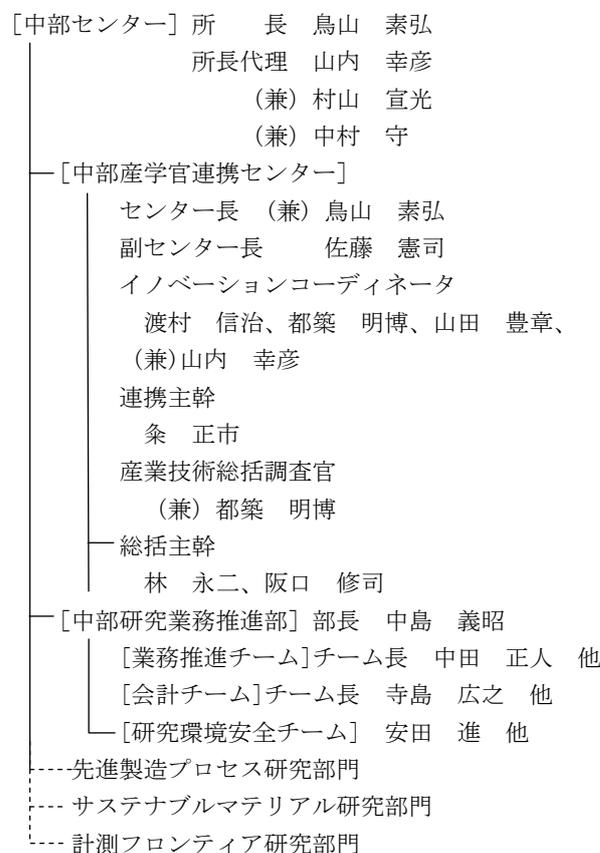 [中部センター] 所　　長　鳥山　素弘
所長代理　山内　幸彦
(兼) 村山　宣光
(兼) 中村　守
[中部産学官連携センター]
センター長　(兼) 鳥山　素弘
副センター長　　　佐藤　憲司
イノベーションコーディネータ
渡村　信治、都築　明博、山田　豊章、
(兼)山内　幸彦
連携主幹
粂　正市
産業技術総括調査官
(兼) 都築　明博
総括主幹
林　永二、阪口　修司
[中部研究業務推進部] 部長　中島　義昭
[業務推進チーム]チーム長　中田　正人　他
[会計チーム]チーム長　寺島　広之　他
[研究環境安全チーム]　安田　進　他
先進製造プロセス研究部門
サステナブルマテリアル研究部門
計測フロンティア研究部門